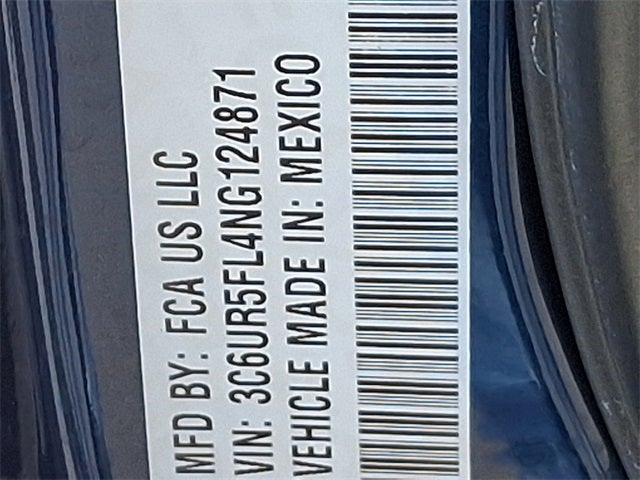 MFD BY: FCA US LLC
VIN: 3C6UR5FL4NG124871
VEHICLE MADE IN: MEXICO